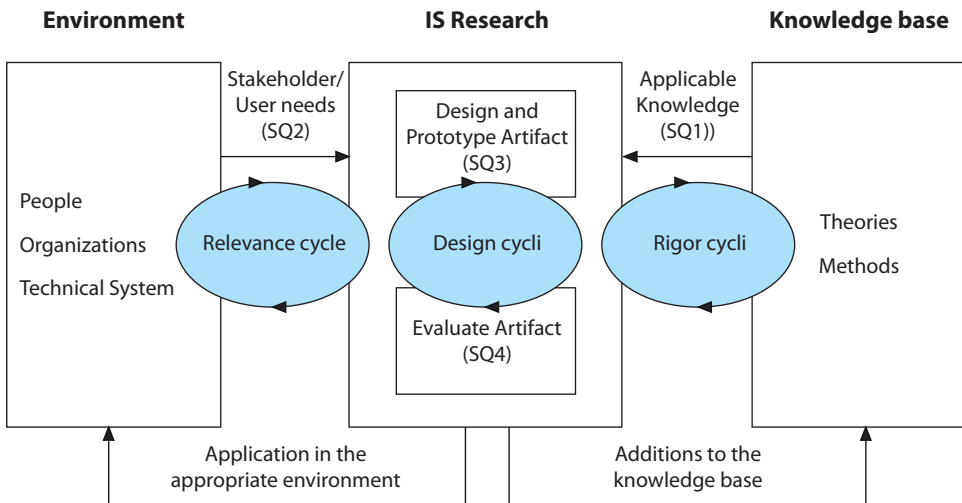 Environment
IS Research
Knowledge base
Stakeholder/
User needs
(SQ2)
Design and
Prototype Artifact
(SQ3)
Applicable
Knowledge
(SQ1))
People
Organizations
Technical System
Relevance cycle
Design cycli
Rigor cycli
Theories
Methods
Evaluate Artifact
(SQ4)
Application in the
appropriate environment
Additions to the
knowledge base